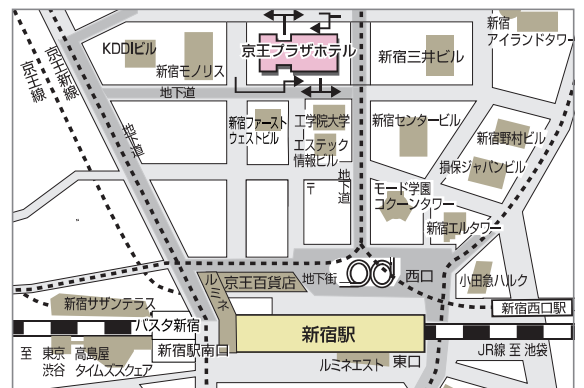 新宿
アイランドタワー
KDDIビル
京王プラザホテル
新宿三井ビル
新宿モノリス
京王新線
京王線
地下道
地下道
新宿ファースト
ウェストビル
工学院大学
エステック
情報ビル
新宿センタービル
新宿野村ビル
損保ジャパンビル
〒
地下道
モード学園
コクーンタワー
新宿エルタワー
ルミネ
京王百貨店
地下街
西口
小田急ハルク
新宿サザンテラス
新宿西口駅
バスタ新宿
新宿駅
新宿駅南口
至 東京 高島屋
渋谷 タイムズスクェア
ルミネエスト
東口
JR線 至 池袋